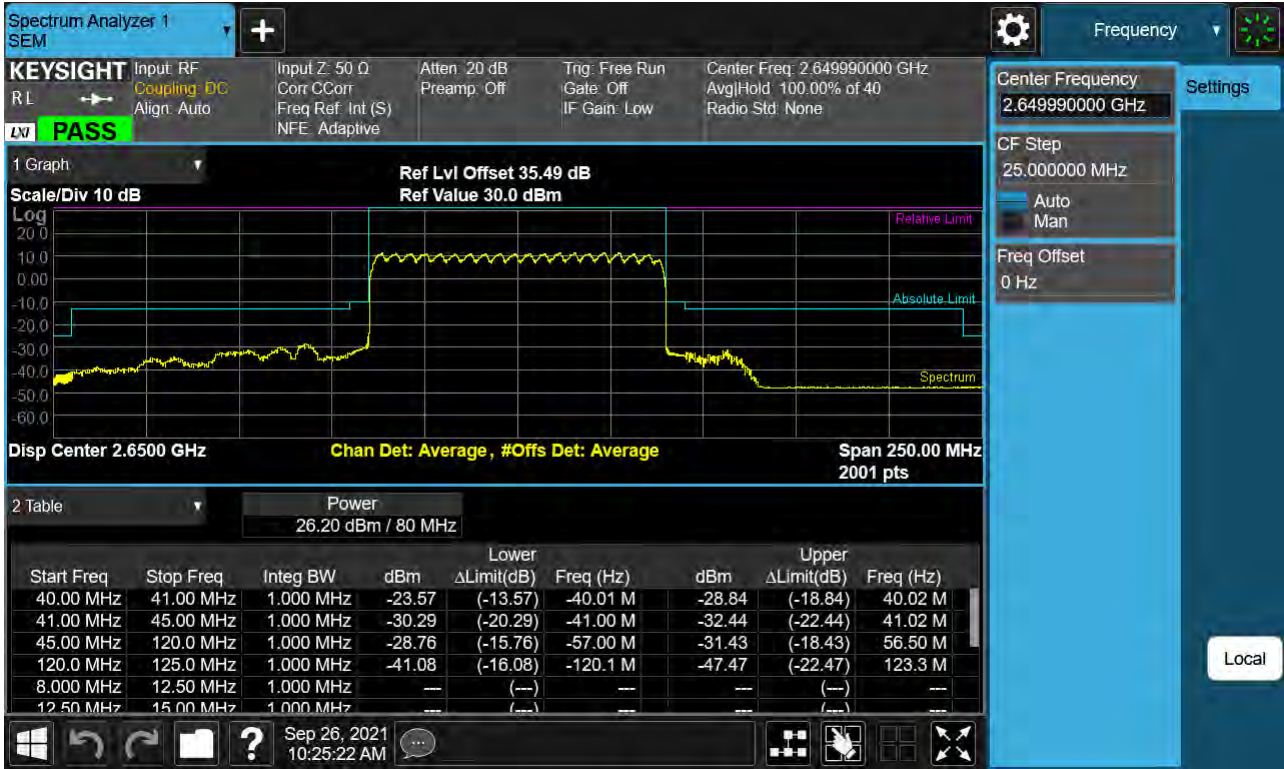 Spectrum Analyzer 1
SEM
Frequency
KEYSIGHT
R L
LXI
PASS
Input: RF
Coupling: DC
Align: Auto
Input Z: 50 Ω
Corr CCorr
Freq Ref: Int (S)
NFE: Adaptive
Atten: 20 dB
Preamp: Off
Trig: Free Run
Gate: Off
IF Gain: Low
Center Freq: 2.649990000 GHz
Avg|Hold: 100.00% of 40
Radio Std: None
Center Frequency
2.649990000 GHz
Settings
CF Step
25.000000 MHz
Auto
Man
Freq Offset
0 Hz
Local
1 Graph
Ref Lvl Offset 35.49 dB
Scale/Div 10 dB
Ref Value 30.0 dBm
Log
Relative Limit
20.0
10.0
0.00
Absolute Limit
-10.0
-20.0
-30.0
-40.0
Spectrum
-50.0
-60.0
Disp Center 2.6500 GHz
Chan Det: Average , #Offs Det: Average
Span 250.00 MHz
2001 pts
2 Table
Power
26.20 dBm / 80 MHz
Lower Upper
Start Freq Stop Freq Integ BW dBm ΔLimit(dB) Freq (Hz) dBm ΔLimit(dB) Freq (Hz)
40.00 MHz 41.00 MHz 1.000 MHz -23.57 (-13.57) -40.01 M -28.84 (-18.84) 40.02 M
41.00 MHz 45.00 MHz 1.000 MHz -30.29 (-20.29) -41.00 M -32.44 (-22.44) 41.02 M
45.00 MHz 120.0 MHz 1.000 MHz -28.76 (-15.76) -57.00 M -31.43 (-18.43) 56.50 M
120.0 MHz 125.0 MHz 1.000 MHz -41.08 (-16.08) -120.1 M -47.47 (-22.47) 123.3 M
8.000 MHz 12.50 MHz 1.000 MHz --- (---) --- --- (---) ---
12.50 MHz 15.00 MHz 1.000 MHz --- (---) --- --- (---) ---
?
Sep 26, 2021
10:25:22 AM